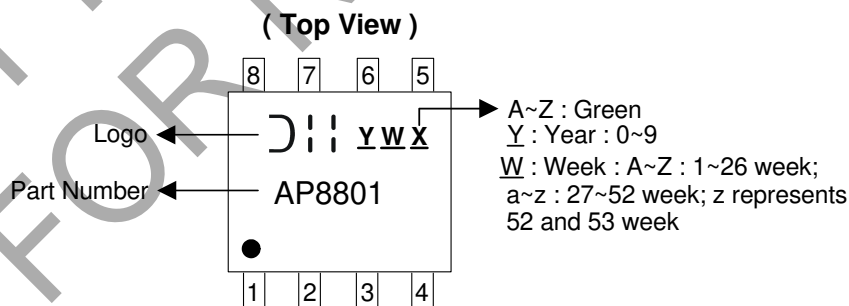 ( Top View )
8 7 6 5
Logo
Y W X
A~Z : Green
Y : Year : 0~9
W : Week : A~Z : 1~26 week;
a~z : 27~52 week; z represents
52 and 53 week
Part Number
AP8801
1 2 3 4
FOR